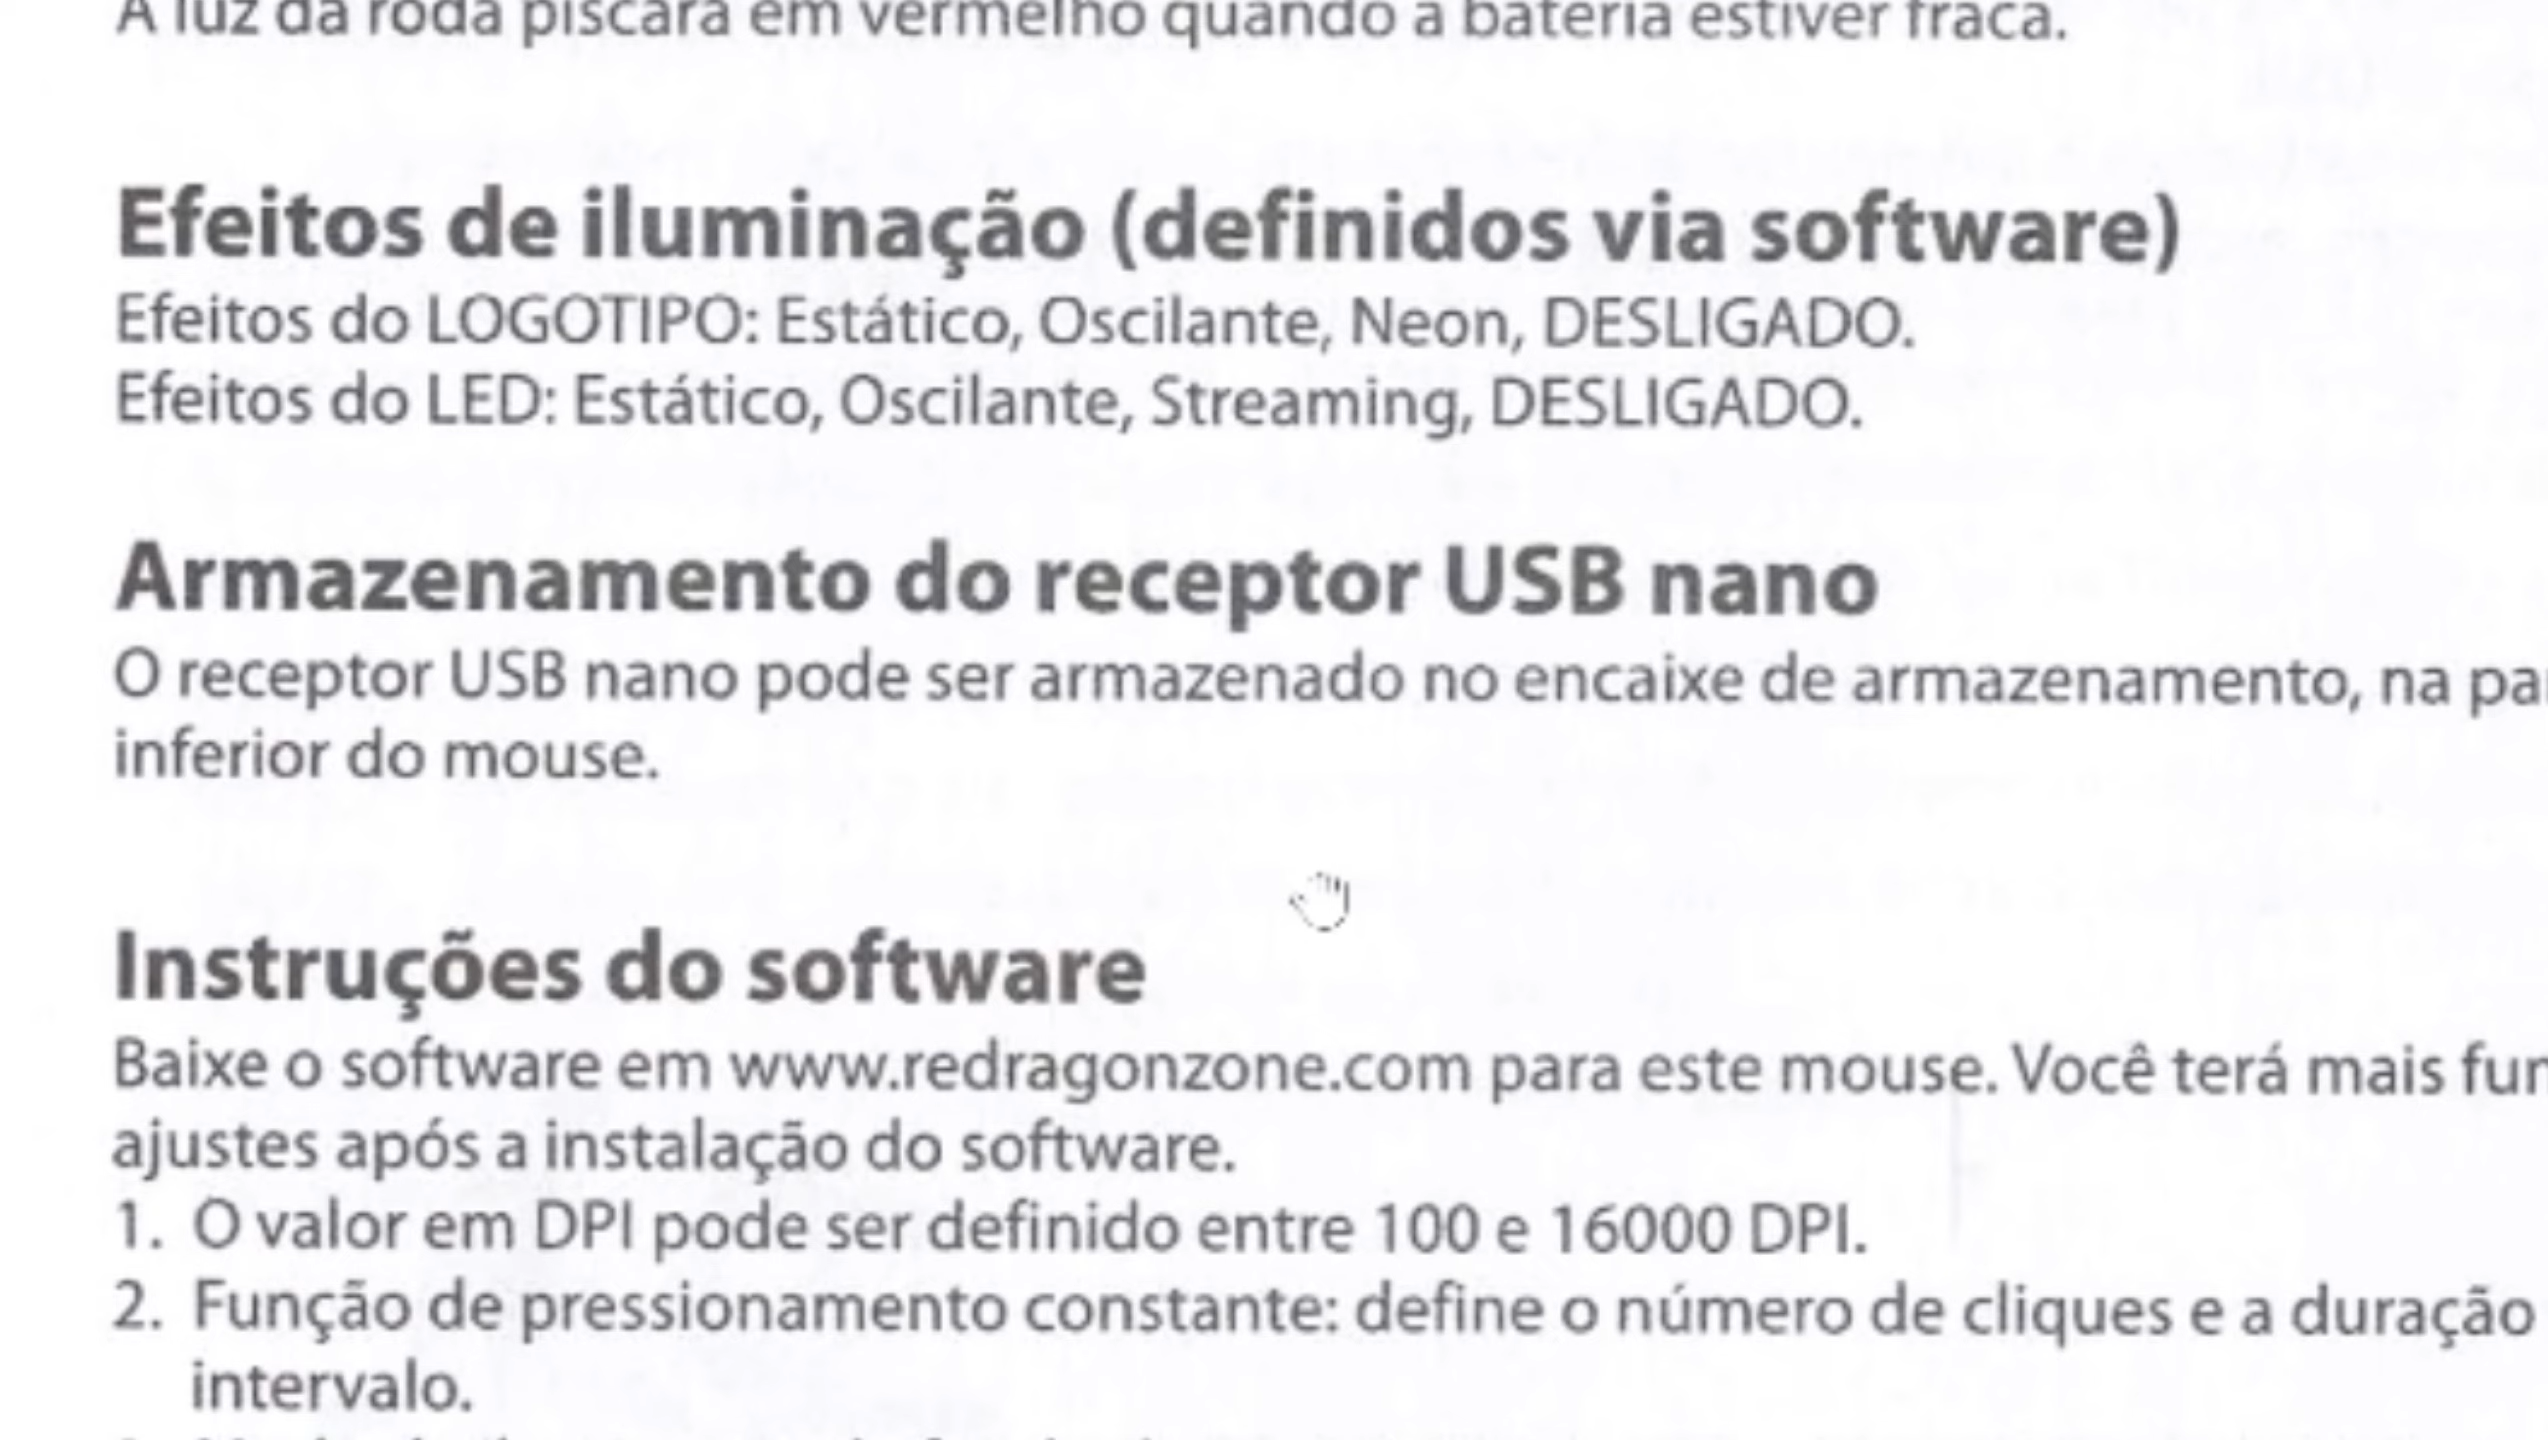 A luz da roda piscará em vermelho quando a bateria estiver fraca.
Efeitos de iluminação (definidos via software)
Efeitos do LOGOTIPO: Estático, Oscilante, Neon, DESLIGADO.
Efeitos do LED: Estático, Oscilante, Streaming, DESLIGADO.
Armazenamento do receptor USB nano
O receptor USB nano pode ser armazenado no encaixe de armazenamento, na
inferior do mouse.
Instruções do software
Baixe o software em www.redragonzone.com para este mouse. Você terá mais
ajustes após a instalação do software.
1. O valor em DPI pode ser definido entre 100 e 16000 DPI.
2. Função de pressionamento constante: define o número de cliques e a duração
intervalo.